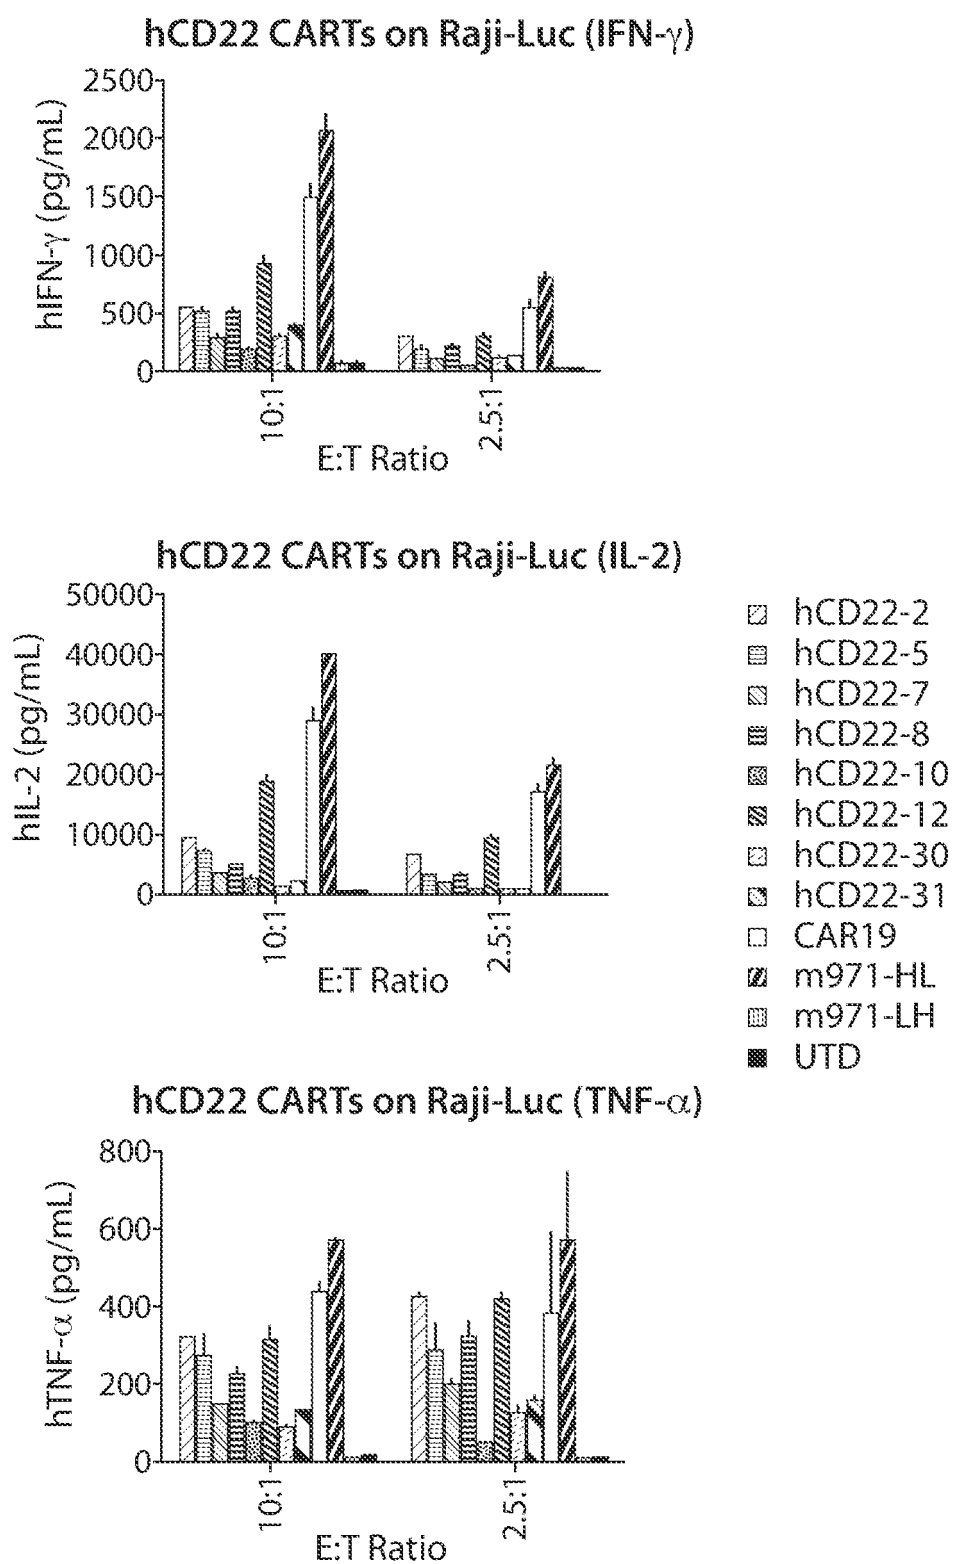 hCD22 CARTs on Raji-Luc (IFN-γ)
hIFN-γ (pg/mL)
2500
2000
1500
1000
500
0
10:1
2.5:1
E:T Ratio
hCD22 CARTs on Raji-Luc (IL-2)
hIL-2 (pg/mL)
50000
40000
30000
20000
10000
0
10:1
2.5:1
E:T Ratio
hCD22-2
hCD22-5
hCD22-7
hCD22-8
hCD22-10
hCD22-12
hCD22-30
hCD22-31
CAR19
m971-HL
m971-LH
UTD
hCD22 CARTs on Raji-Luc (TNF-α)
hTNF-α (pg/mL)
800
600
400
200
0
10:1
2.5:1
E:T Ratio